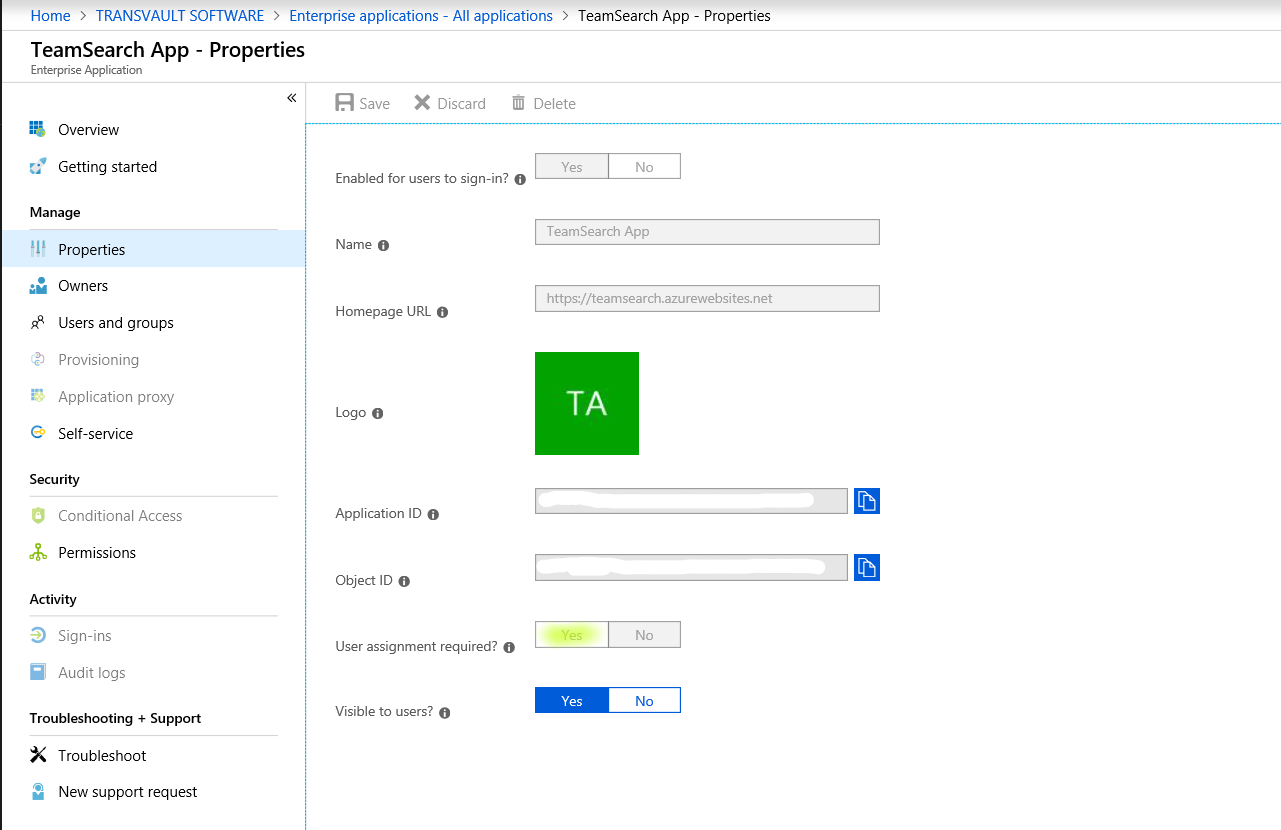 Home > TRANSVAULT SOFTWARE > Enterprise applications - All applications > TeamSearch App - Properties
TeamSearch App - Properties
Enterprise Application
«
Overview
Getting started
Manage
Properties
Owners
Users and groups
Provisioning
Application proxy
Self-service
Security
Conditional Access
Permissions
Activity
Sign-ins
Audit logs
Troubleshooting + Support
Troubleshoot
New support request
Save Discard Delete
Enabled for users to sign-in? Yes No
Name TeamSearch App
Homepage URL https://teamsearch.azurewebsites.net
Logo TA
Application ID
Object ID
User assignment required? Yes No
Visible to users? Yes No